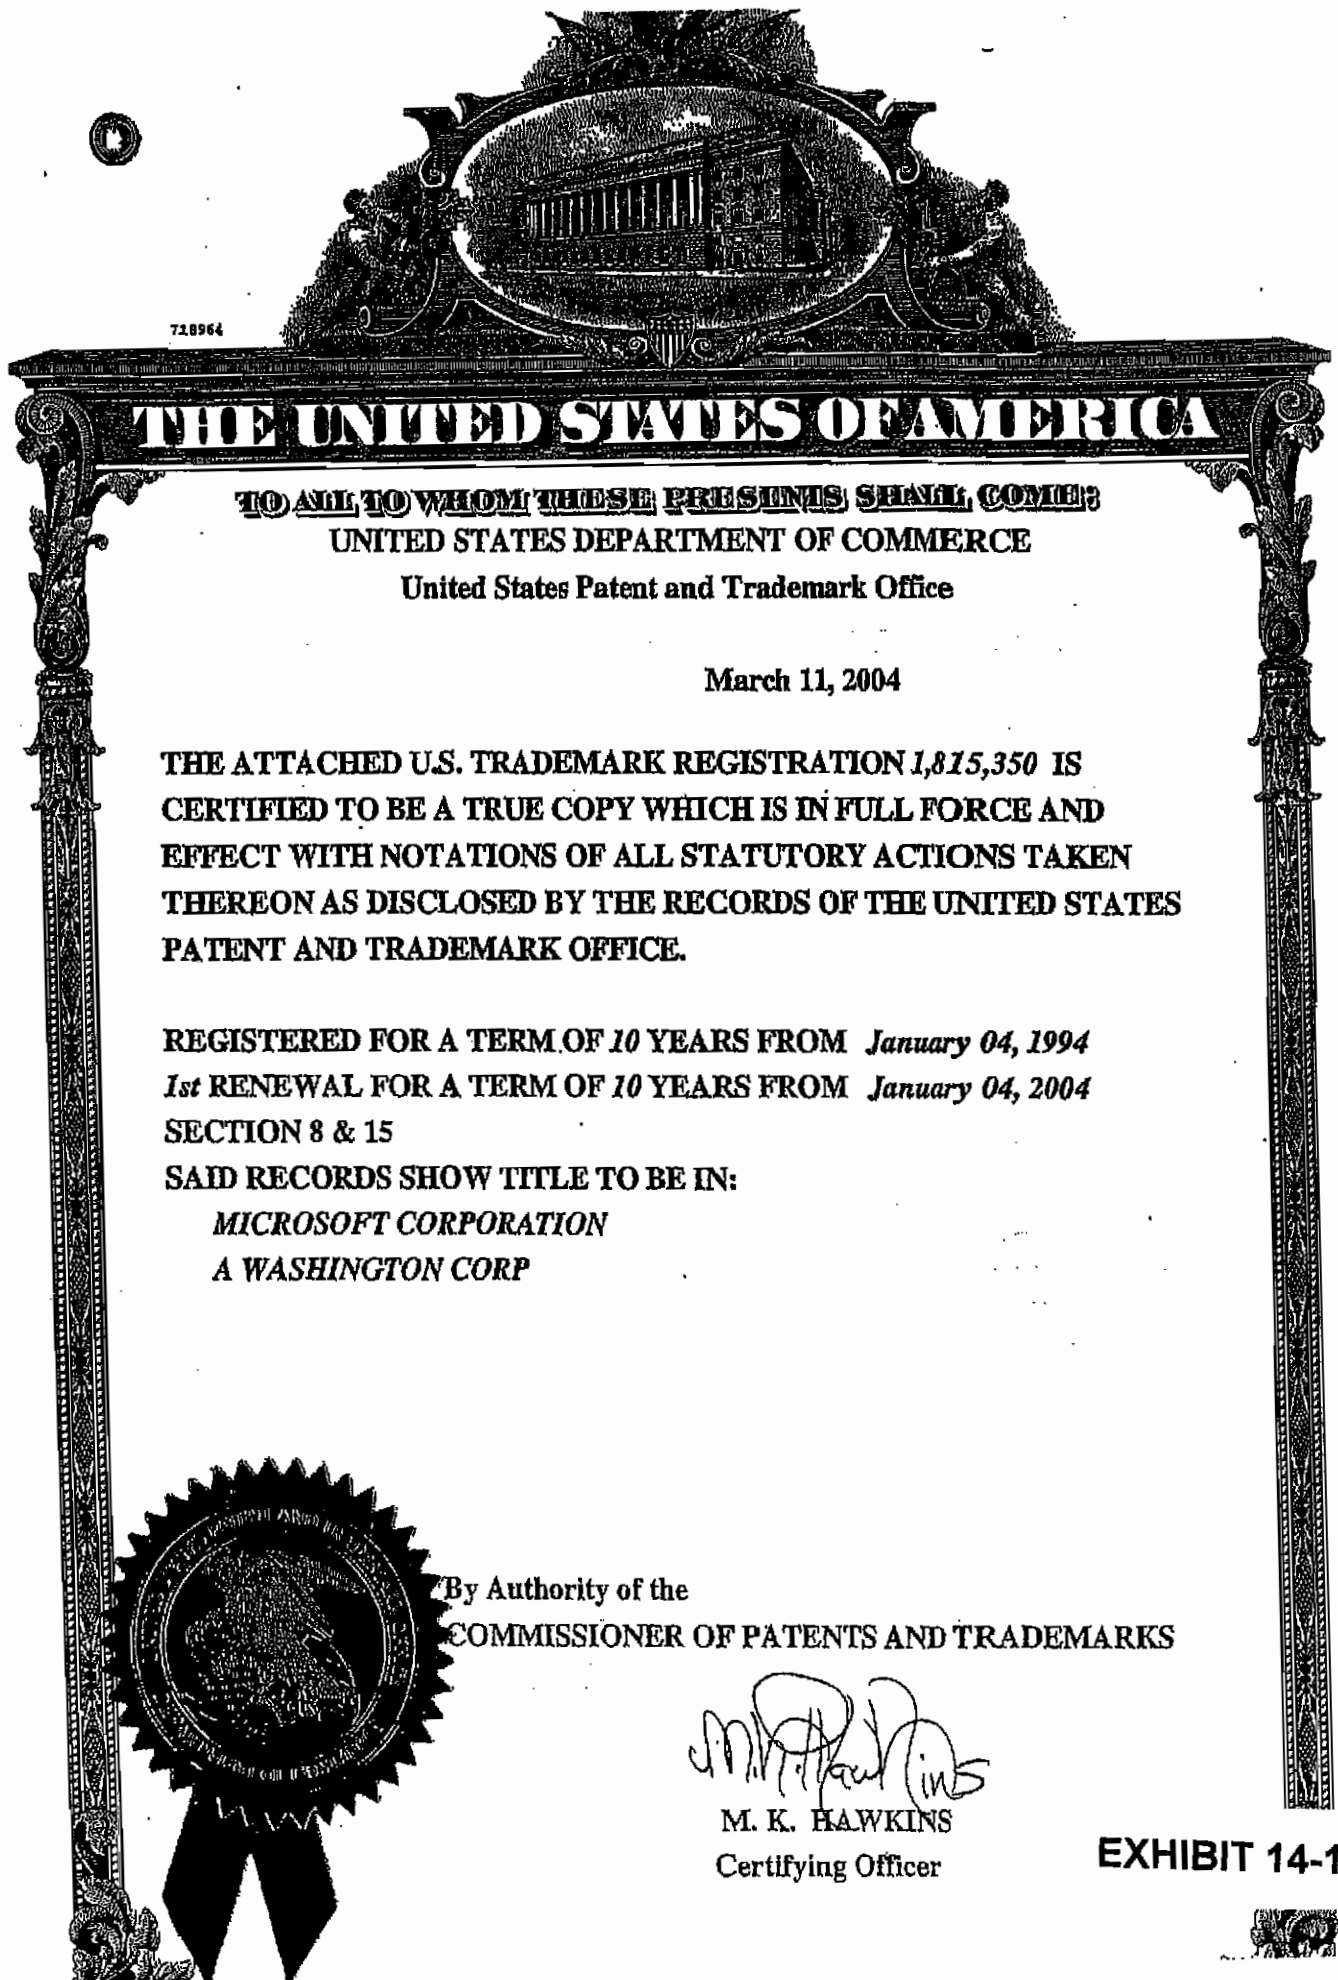 718964
THE UNITED STATES OF AMERICA
TO ALL TO WHOM THESE PRESENTS SHALL COME:
UNITED STATES DEPARTMENT OF COMMERCE
United States Patent and Trademark Office
March 11, 2004
THE ATTACHED U.S. TRADEMARK REGISTRATION 1,815,350 IS
CERTIFIED TO BE A TRUE COPY WHICH IS IN FULL FORCE AND
EFFECT WITH NOTATIONS OF ALL STATUTORY ACTIONS TAKEN
THEREON AS DISCLOSED BY THE RECORDS OF THE UNITED STATES
PATENT AND TRADEMARK OFFICE.
REGISTERED FOR A TERM OF 10 YEARS FROM January 04, 1994
1st RENEWAL FOR A TERM OF 10 YEARS FROM January 04, 2004
SECTION 8 & 15
SAID RECORDS SHOW TITLE TO BE IN:
MICROSOFT CORPORATION
A WASHINGTON CORP
By Authority of the
COMMISSIONER OF PATENTS AND TRADEMARKS
M. K. Hawkins
M. K. HAWKINS
Certifying Officer
EXHIBIT 14-1